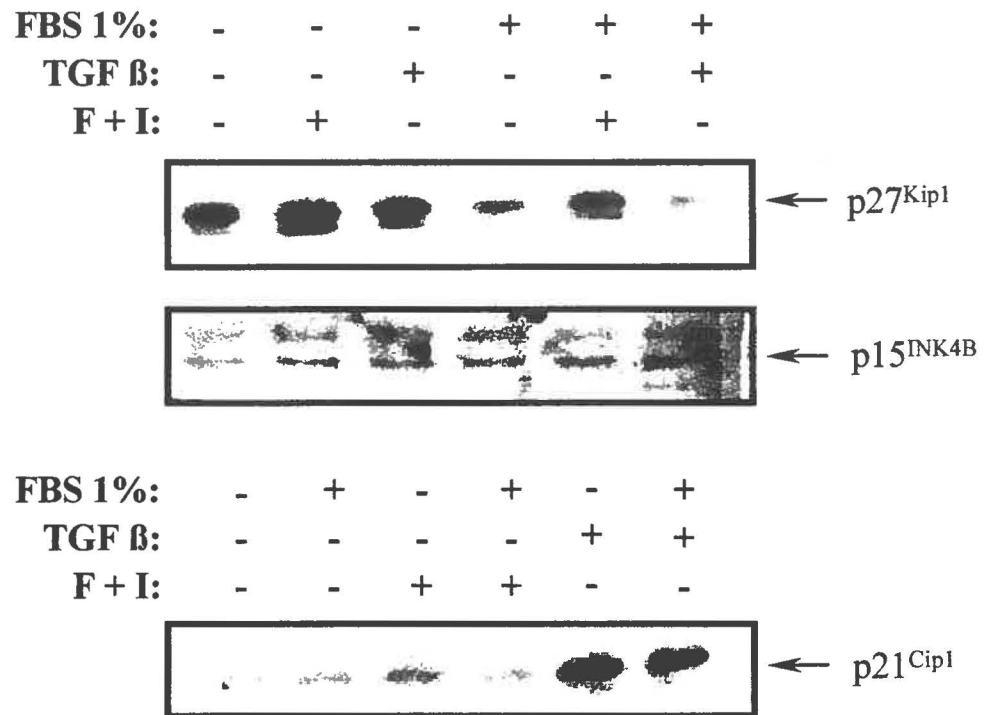 FBS 1%: - - - + + +
TGF ß: - - + - - +
F + I: - + - - + -
p27Kip1
p15INK4B
FBS 1%: - + - + - +
TGF ß: - - - - + +
F + I: - - + + - -
p21Cip1